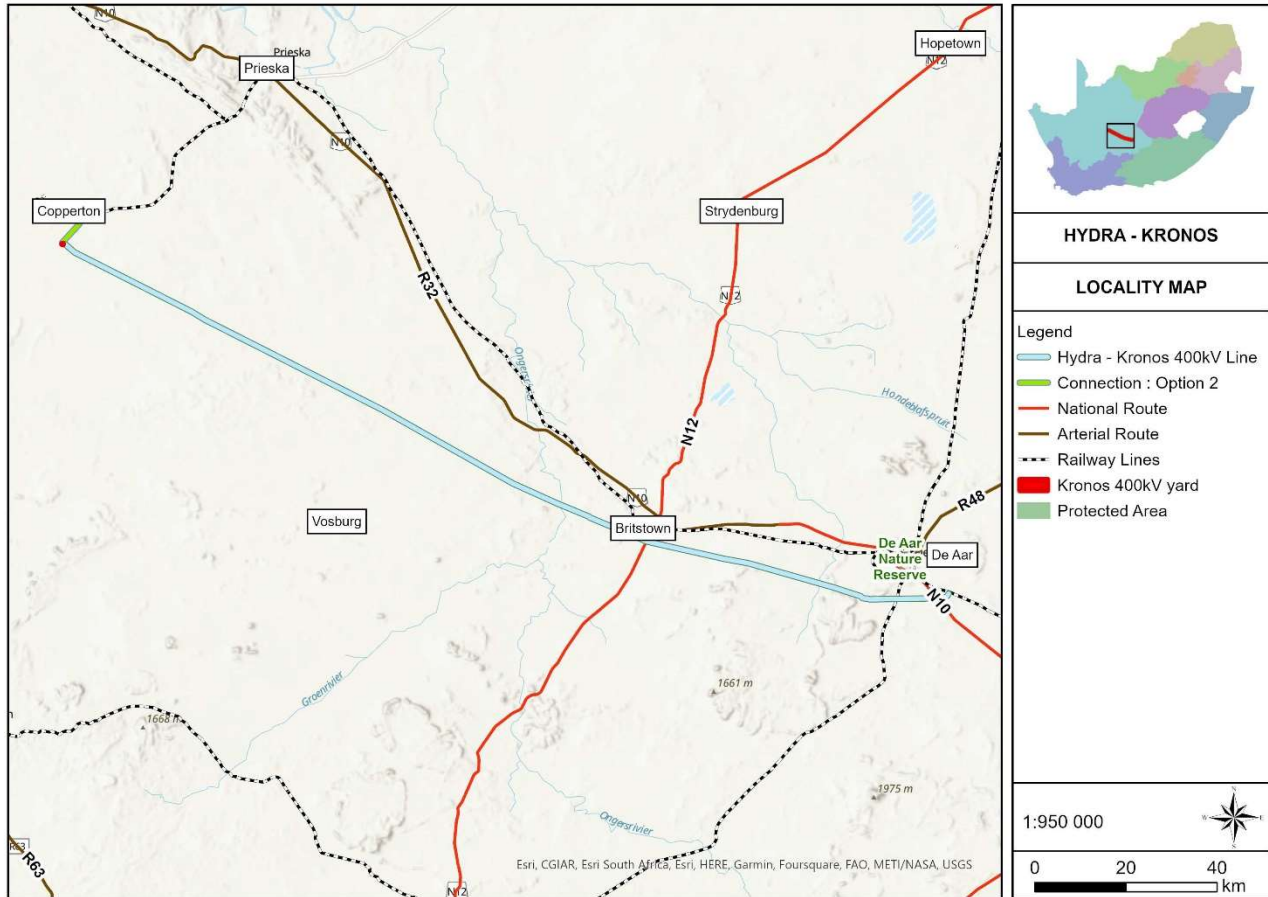 N10
Prieska
Prieska
Hopetown
N12
N10
Copperton
Strydenburg
R32
N12
Ongersrivier
Hondeblafspruit
N12
N10
Vosburg
Britstown
R48
De Aar
Nature
Reserve
De Aar
N10
Groenrivier
1661 m
1668 m
1975 m
Ongersrivier
R63
R63
N12
Esri, CGIAR, Esri South Africa, Esri, HERE, Garmin, Foursquare, FAO, METI/NASA, USGS
HYDRA - KRONOS
LOCALITY MAP
Legend
Hydra - Kronos 400kV Line
Connection : Option 2
National Route
Arterial Route
Railway Lines
Kronos 400kV yard
Protected Area
1:950 000
N
W
E
S
0 20 40
km